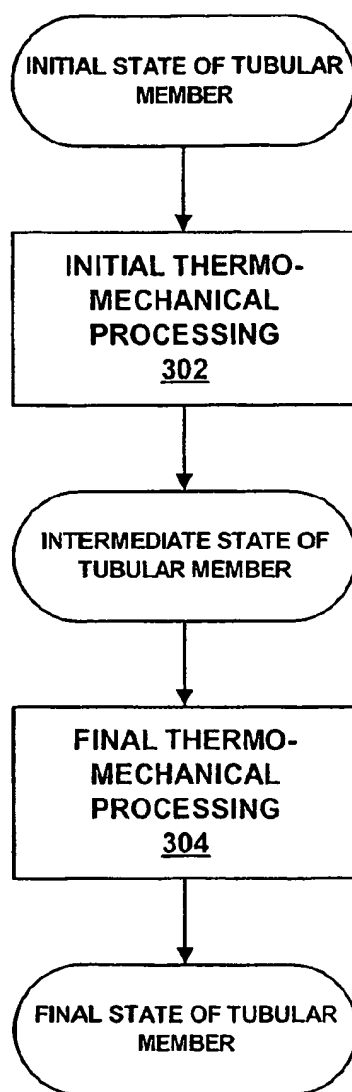 INITIAL STATE OF TUBULAR
MEMBER
INITIAL THERMO-
MECHANICAL
PROCESSING
302
INTERMEDIATE STATE OF
TUBULAR MEMBER
FINAL THERMO-
MECHANICAL
PROCESSING
304
FINAL STATE OF TUBULAR
MEMBER